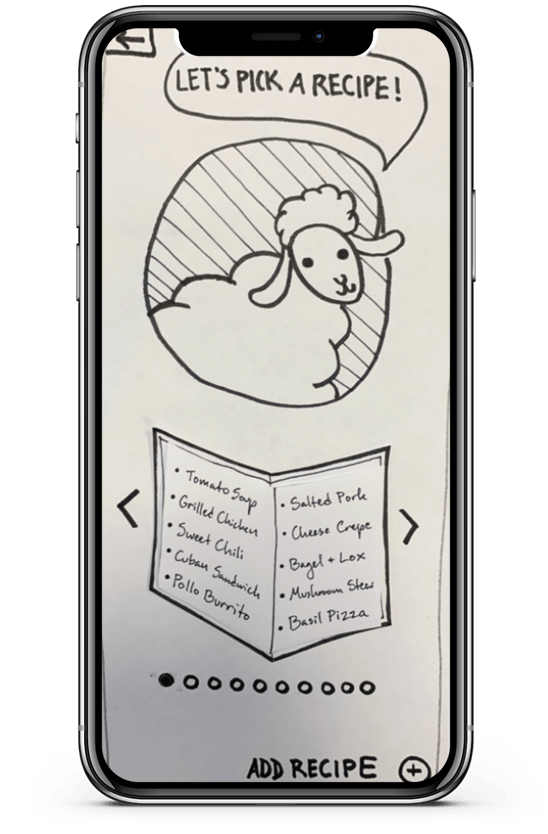 LET'S PICK A RECIPE!
• Tomato Soup
• Grilled Chicken
• Sweet Chili
• Cuban Sandwich
• Pollo Burrito
• Salted Pork
• Cheese Crepe
• Bagel + Lox
• Mushroom Stew
• Basil Pizza
ADD RECIPE